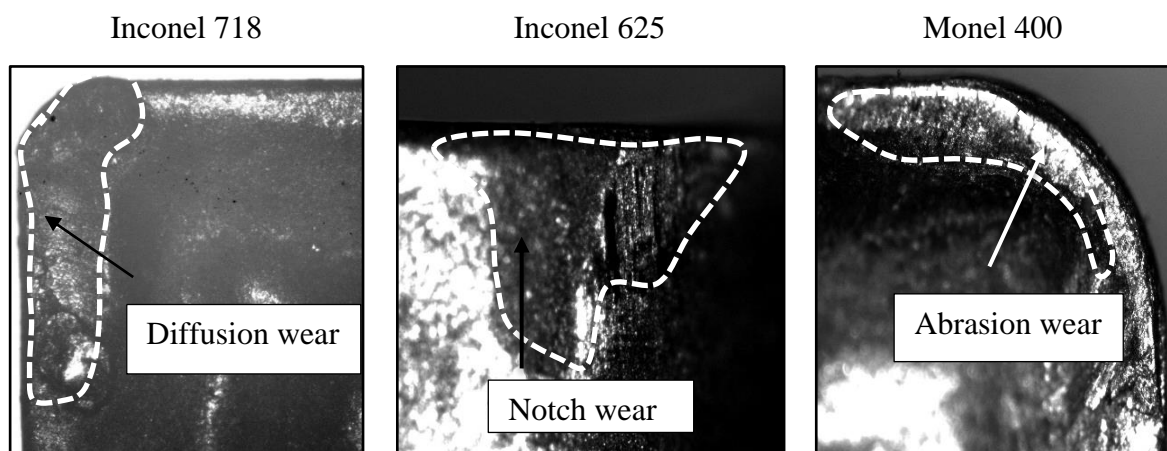 Inconel 718
Inconel 625
Monel 400
Diffusion wear
Notch wear
Abrasion wear